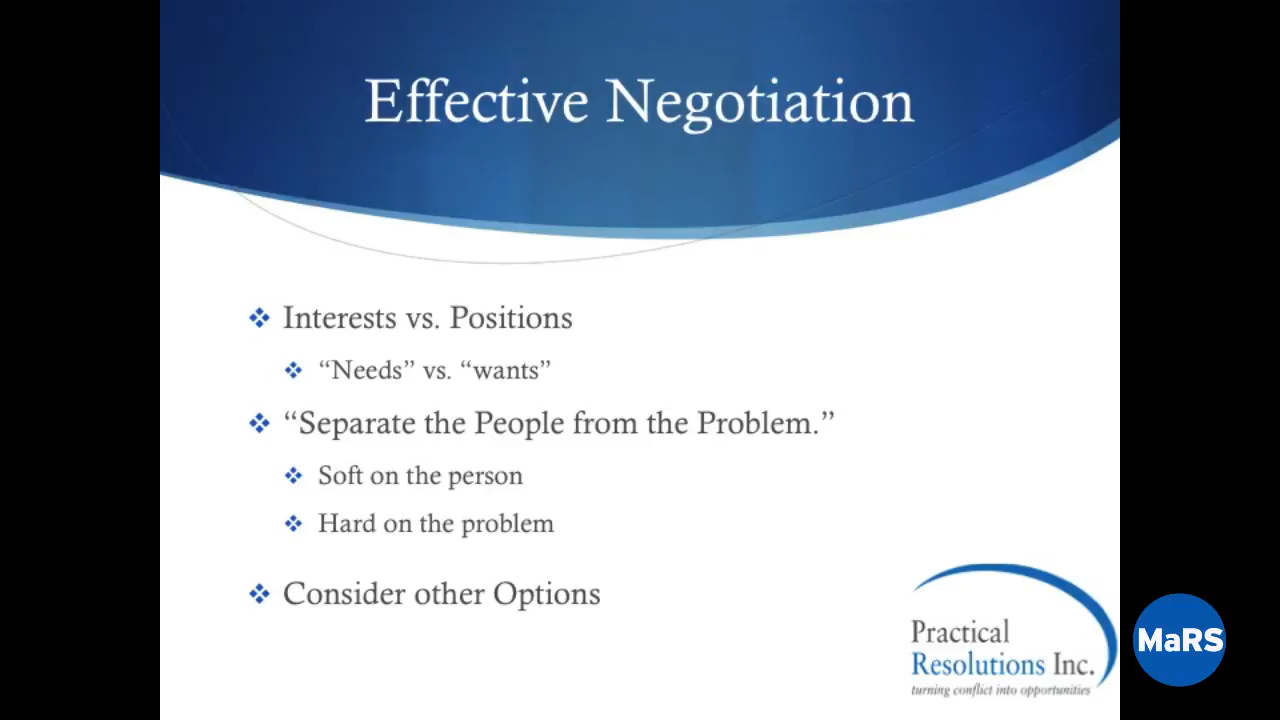 Effective Negotiation
Interests vs. Positions
“Needs” vs. “wants”
“Separate the People from the Problem.”
Soft on the person
Hard on the problem
Consider other Options
Practical
Resolutions Inc.
turning conflict into opportunities
MaRS